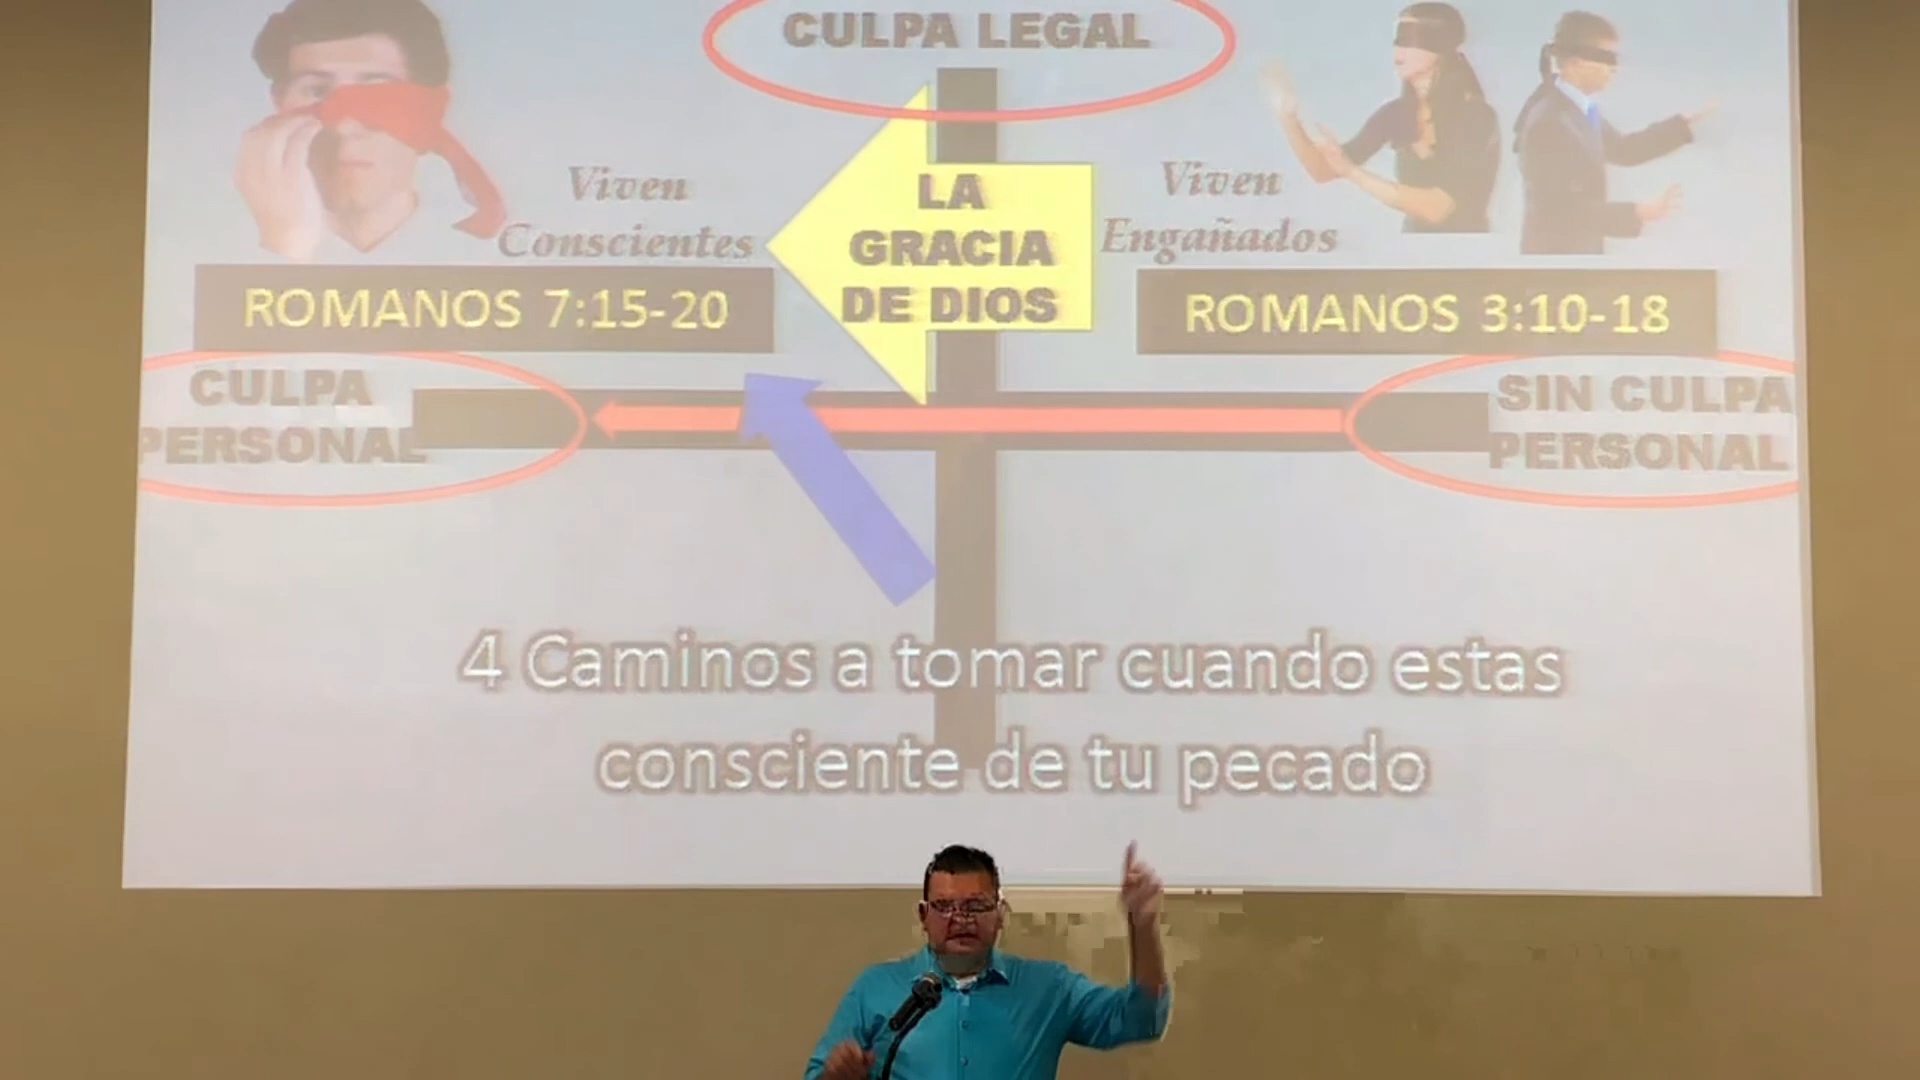 CULPA LEGAL
Viven
Conscientes
LA
GRACIA
DE DIOS
Viven
Engañados
ROMANOS 7:15-20
ROMANOS 3:10-18
CULPA
PERSONAL
SIN CULPA
PERSONAL
4 Caminos a tomar cuando estas
consciente de tu pecado